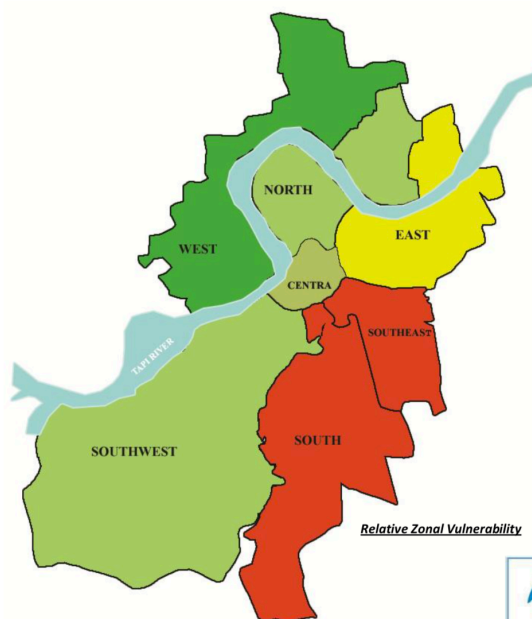 NORTH
WEST
EAST
CENTRA
SOUTHEAST
TAPI RIVER
SOUTH
SOUTHWEST
Relative Zonal Vulnerability